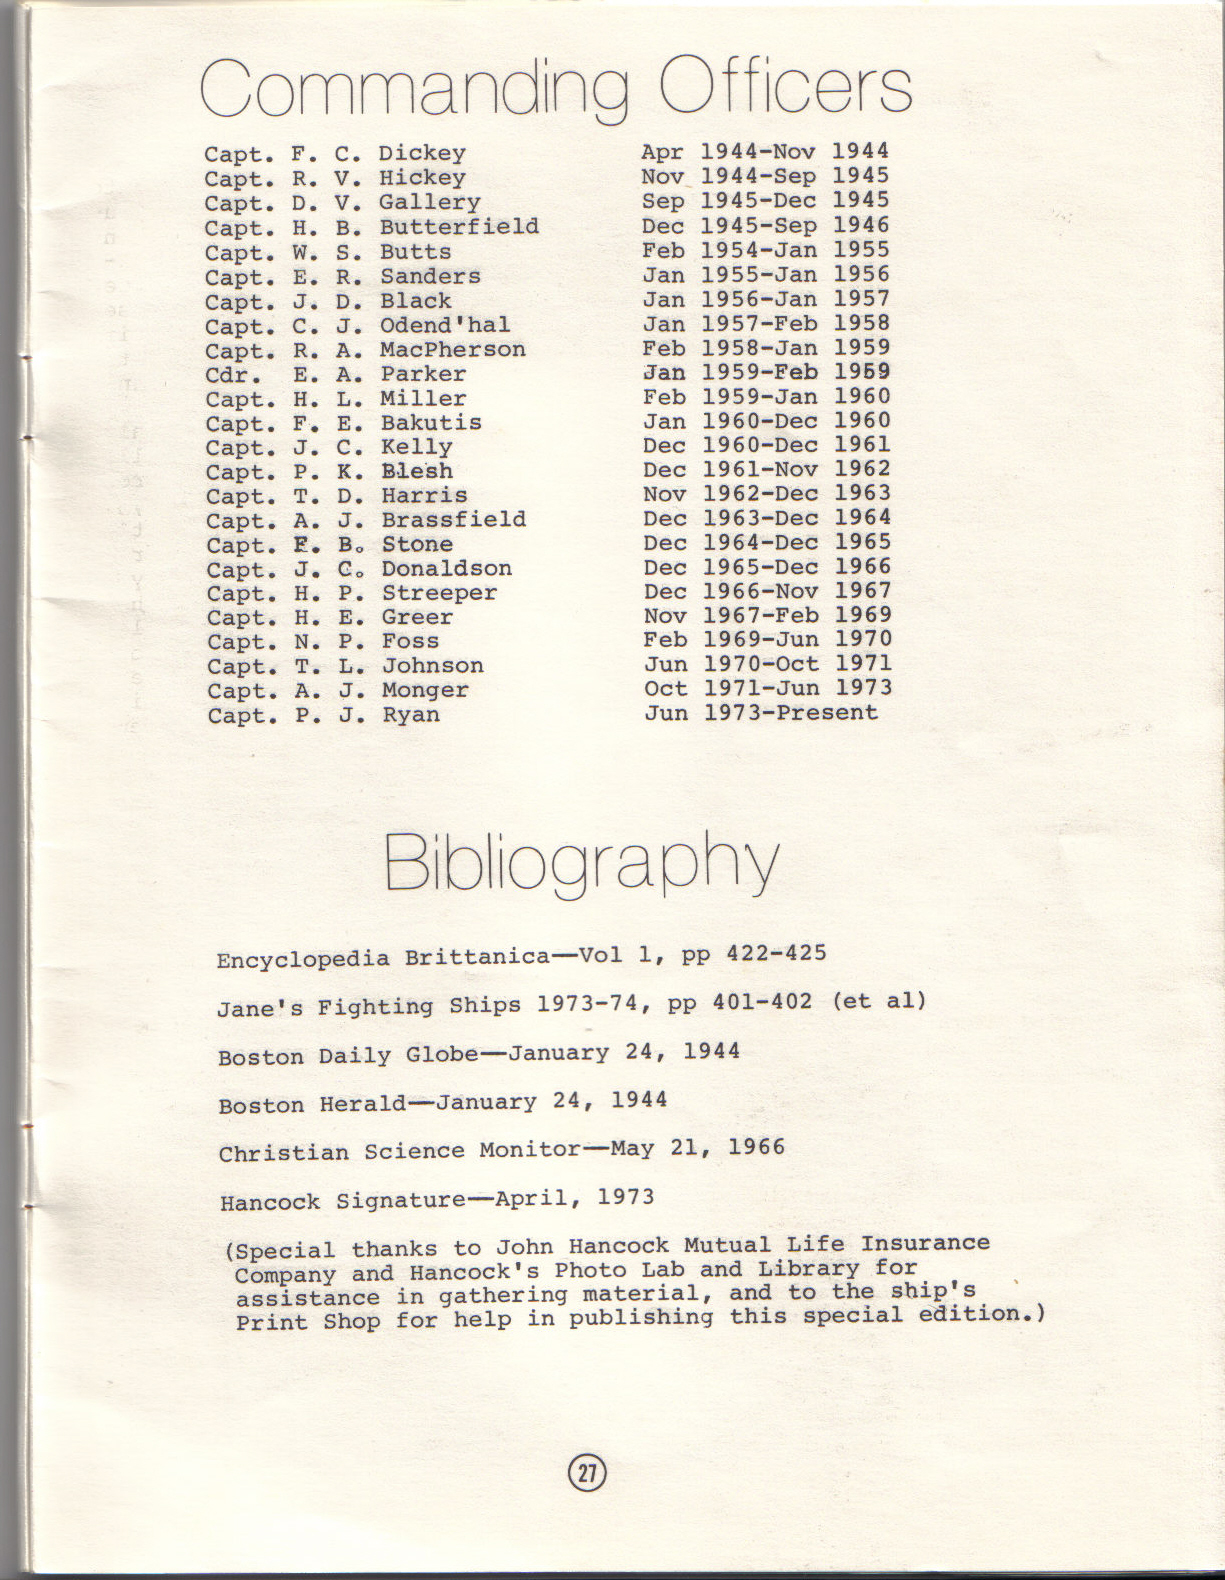 Commanding Officers
Capt. F. C. Dickey Apr 1944-Nov 1944
Capt. R. V. Hickey Nov 1944-Sep 1945
Capt. D. V. Gallery Sep 1945-Dec 1945
Capt. H. B. Butterfield Dec 1945-Sep 1946
Capt. W. S. Butts Feb 1954-Jan 1955
Capt. E. R. Sanders Jan 1955-Jan 1956
Capt. J. D. Black Jan 1956-Jan 1957
Capt. C. J. Odend'hal Jan 1957-Feb 1958
Capt. R. A. MacPherson Feb 1958-Jan 1959
Cdr. E. A. Parker Jan 1959-Feb 1959
Capt. H. L. Miller Feb 1959-Jan 1960
Capt. F. E. Bakutis Jan 1960-Dec 1960
Capt. J. C. Kelly Dec 1960-Dec 1961
Capt. P. K. Blesh Dec 1961-Nov 1962
Capt. T. D. Harris Nov 1962-Dec 1963
Capt. A. J. Brassfield Dec 1963-Dec 1964
Capt. F. B. Stone Dec 1964-Dec 1965
Capt. J. C. Donaldson Dec 1965-Dec 1966
Capt. H. P. Streeper Dec 1966-Nov 1967
Capt. H. E. Greer Nov 1967-Feb 1969
Capt. N. P. Foss Feb 1969-Jun 1970
Capt. T. L. Johnson Jun 1970-Oct 1971
Capt. A. J. Monger Oct 1971-Jun 1973
Capt. P. J. Ryan Jun 1973-Present
Bibliography
Encyclopedia Brittanica—Vol 1, pp 422-425
Jane's Fighting Ships 1973-74, pp 401-402 (et al)
Boston Daily Globe—January 24, 1944
Boston Herald—January 24, 1944
Christian Science Monitor—May 21, 1966
Hancock Signature—April, 1973
(Special thanks to John Hancock Mutual Life Insurance
Company and Hancock's Photo Lab and Library for
assistance in gathering material, and to the ship's
Print Shop for help in publishing this special edition.)
27